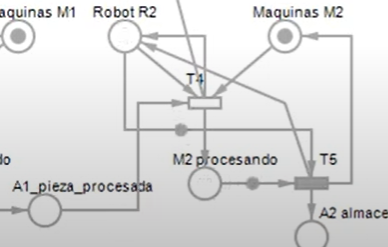 aquinas M1
Robot R2
Maquinas M2
T4
do
M2 procesando
T5
A1_pieza_procesada
A2 almace